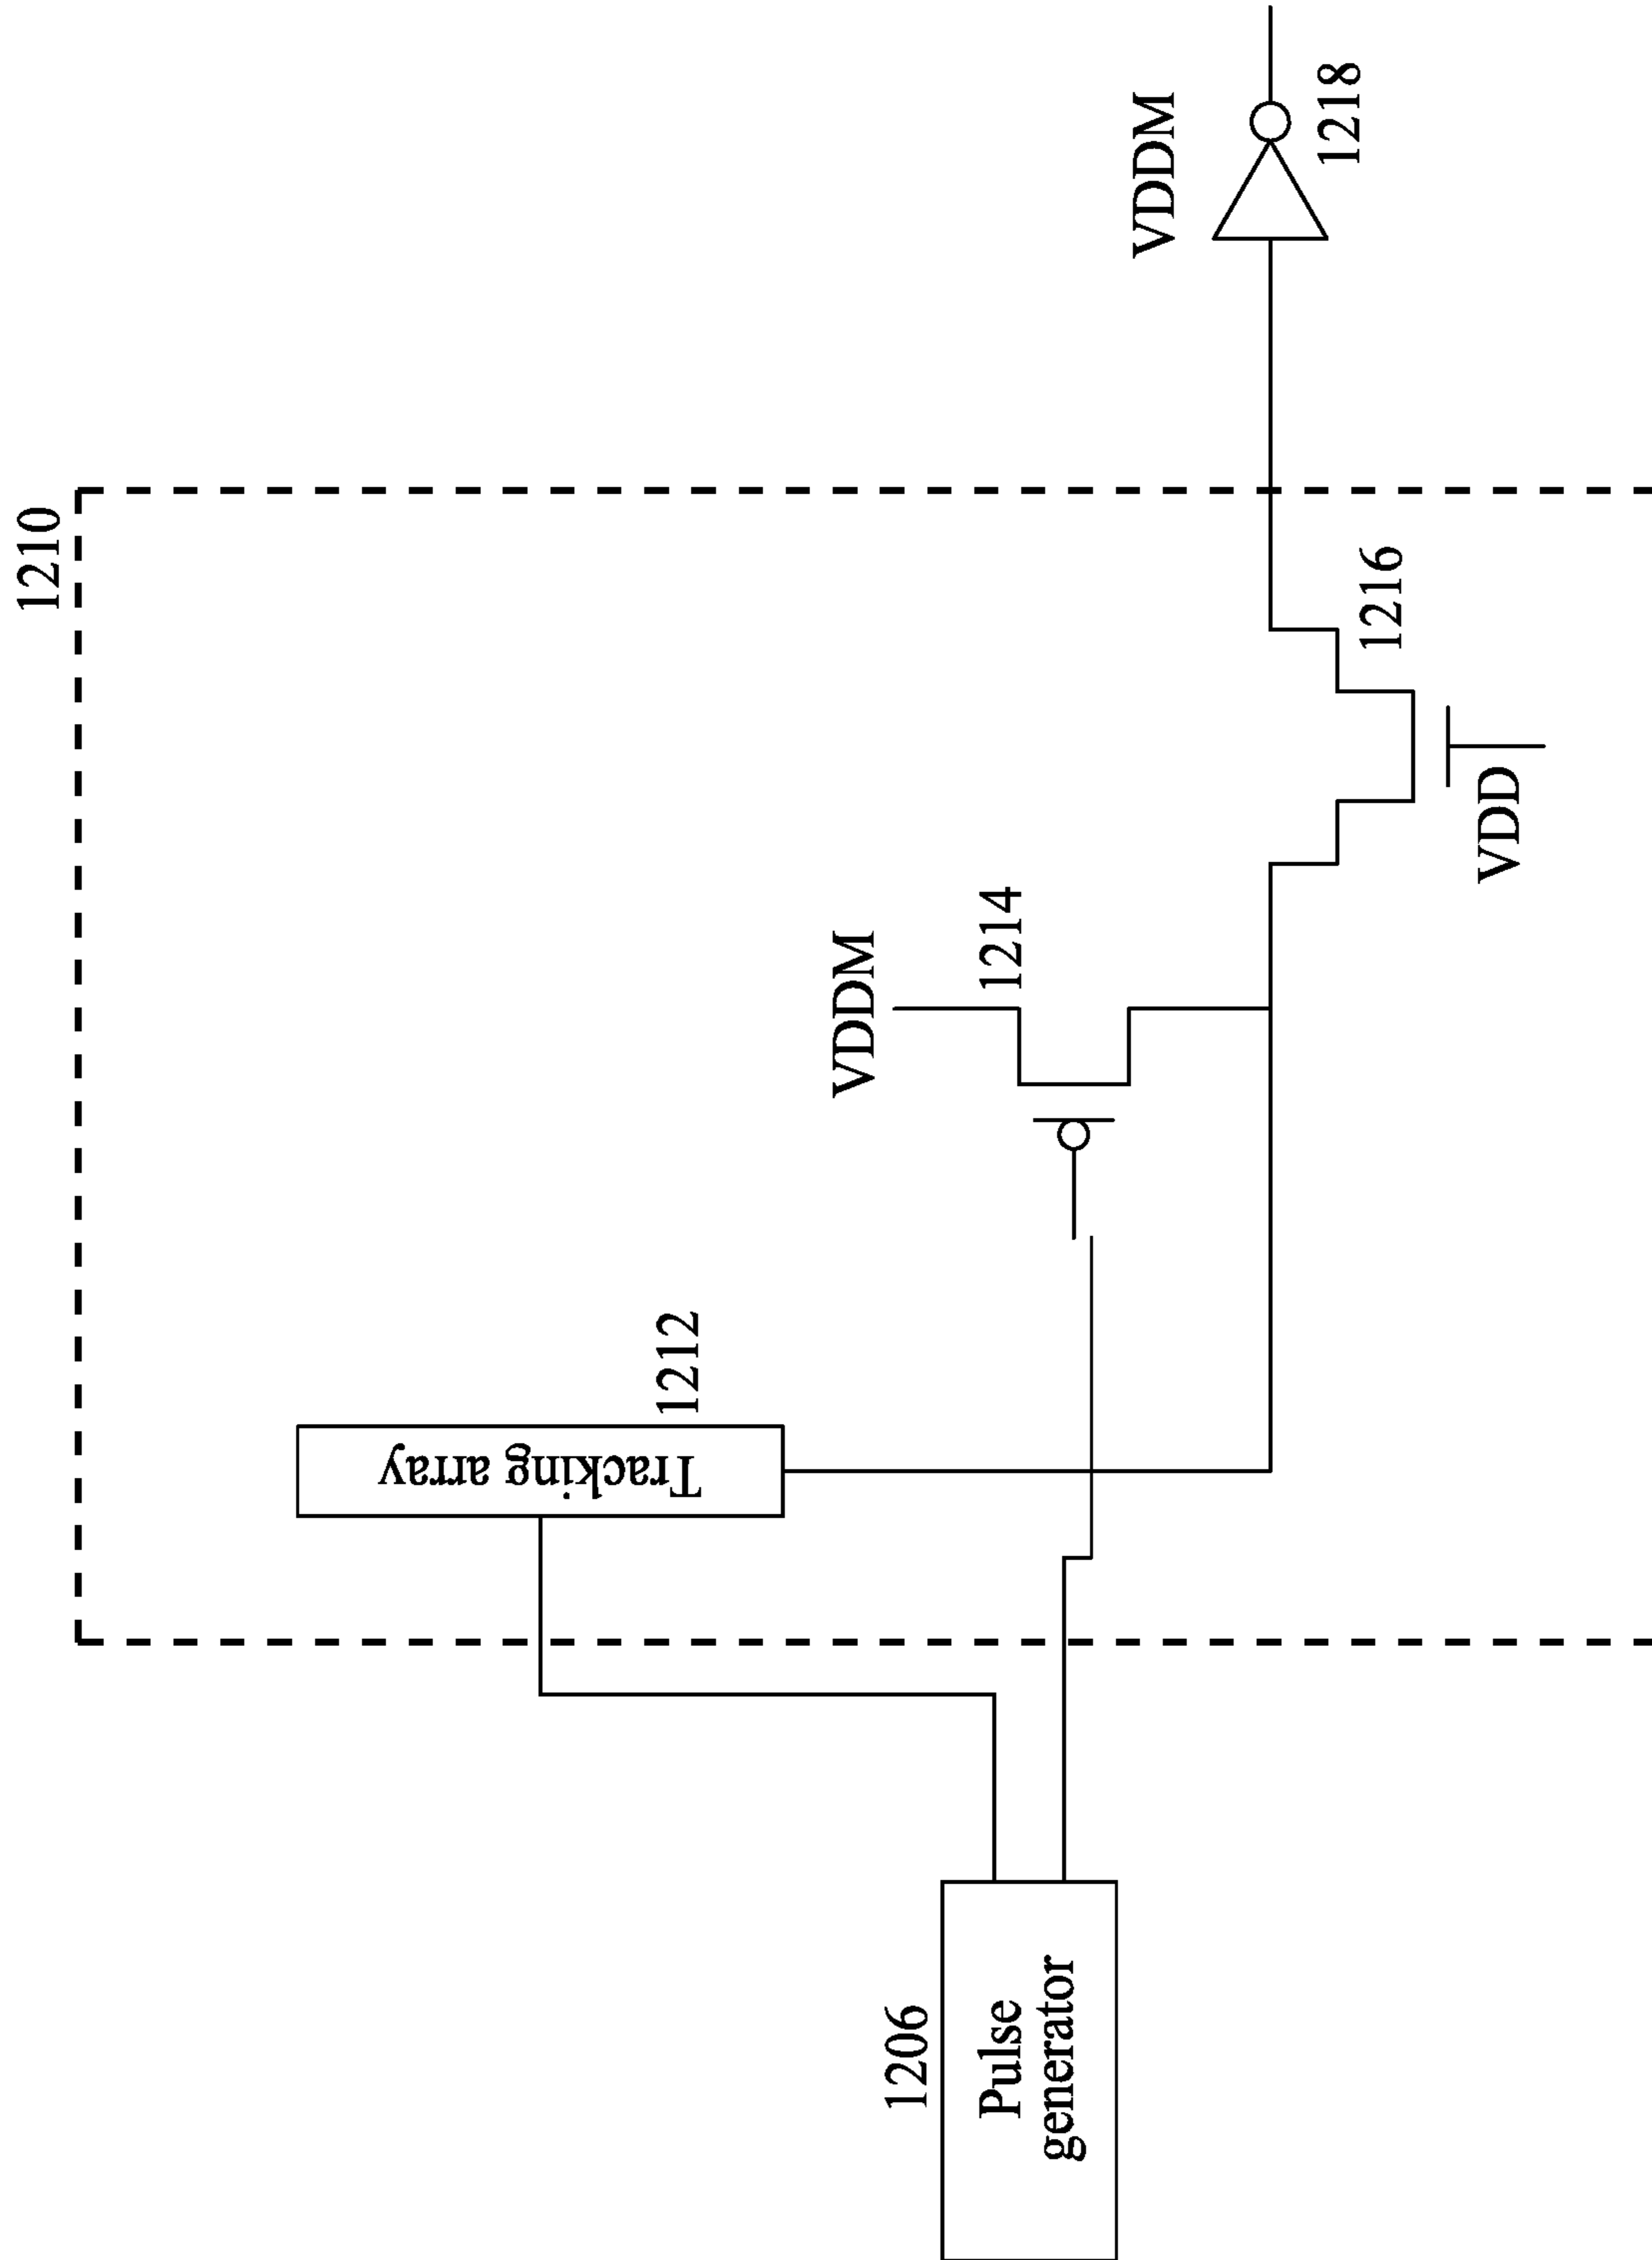 1210
Tracking array
1212
VDDM
1214
1206
Pulse
generator
VDDM
1218
1216
VDD